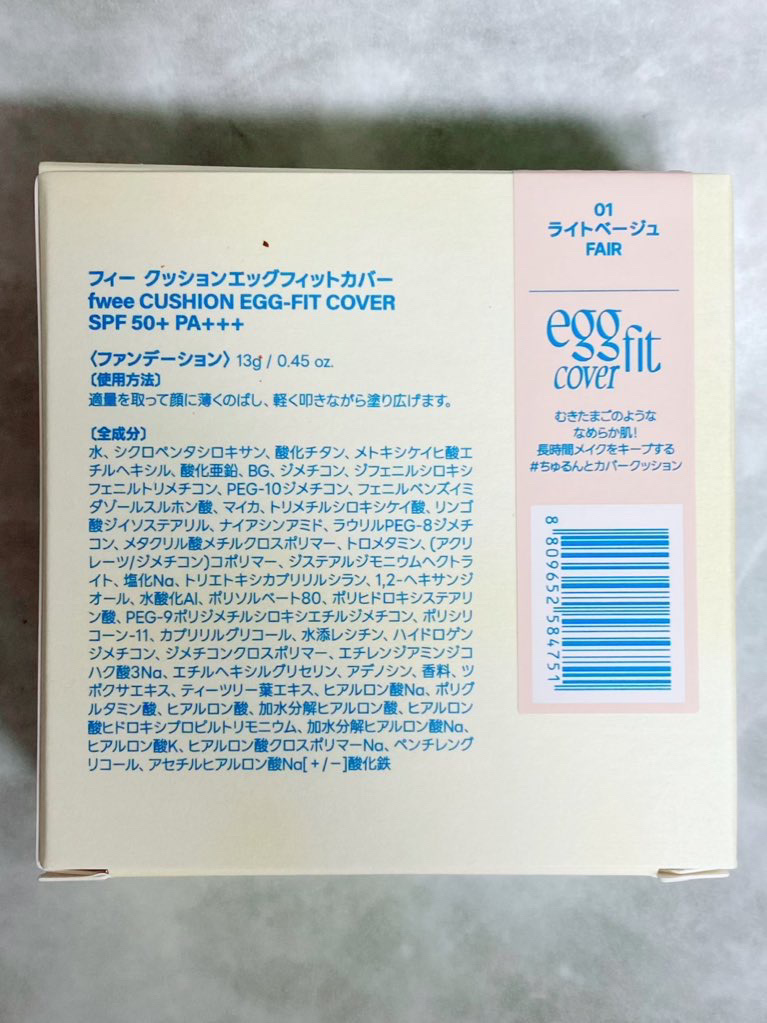 フィー クッションエッグフィットカバー
fwee CUSHION EGG-FIT COVER
SPF 50+ PA+++
〈ファンデーション〉 13g / 0.45 oz.
〔使用方法〕
適量を取って顔に薄くのばし、軽く叩きながら塗り広げます。
〔全成分〕
水、シクロペンタシロキサン、酸化チタン、メトキシケイヒ酸エ
チルヘキシル、酸化亜鉛、BG、ジメチコン、ジフェニルシロキシ
フェニルトリメチコン、PEG-10ジメチコン、フェニルベンズイミ
ダゾールスルホン酸、マイカ、トリメチルシロキシケイ酸、リンゴ
酸ジイソステアリル、ナイアシンアミド、ラウリルPEG-8ジメチ
コン、メタクリル酸メチルクロスポリマー、トロメタミン、(アクリ
レーツ/ジメチコン)コポリマー、ジステアルジモニウムヘクトラ
イト、塩化Na、トリエトキシカプリリルシラン、1,2-ヘキサンジ
オール、水酸化Al、ポリソルベート80、ポリヒドロキシステアリ
ン酸、PEG-9ポリジメチルシロキシエチルジメチコン、ポリシリ
コーン-11、カプリリルグリコール、水添レシチン、ハイドロゲン
ジメチコン、ジメチコンクロスポリマー、エチレンジアミンジコ
ハク酸3Na、エチルヘキシルグリセリン、アデノシン、香料、ツ
ボクサエキス、ティーツリー葉エキス、ヒアルロン酸Na、ポリグ
ルタミン酸、ヒアルロン酸、加水分解ヒアルロン酸、ヒアルロン
酸ヒドロキシプロピルトリモニウム、加水分解ヒアルロン酸Na、
ヒアルロン酸K、ヒアルロン酸クロスポリマーNa、ペンチレング
リコール、アセチルヒアルロン酸Na[+/-]酸化鉄
01
ライトベージュ
FAIR
egg
fit
cover
むきたまごのような
なめらか肌!
長時間メイクをキープする
#ちゅるんとカバークッション
8 809652 584751